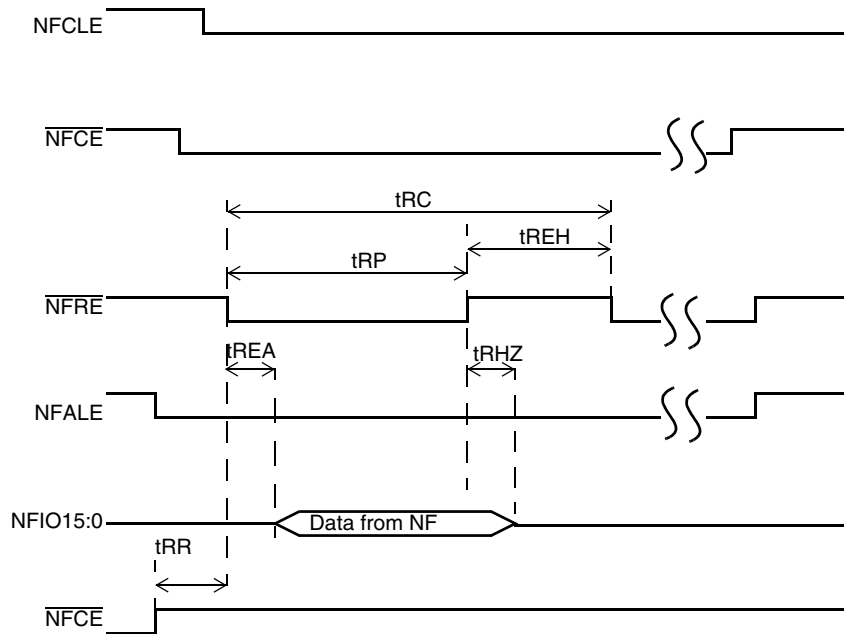 NFCLE
NFCE
tRC
tREH
tRP
NFRE
tREA
tRHZ
NFALE
NFIO15:0
Data from NF
tRR
NFCE